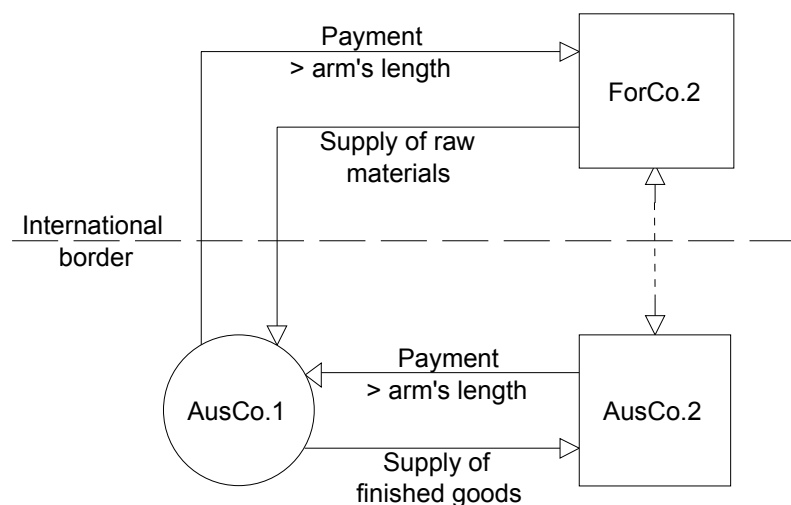 Payment
> arm's length
ForCo.2
Supply of raw
materials
International
border
Payment
> arm's length
AusCo.1
AusCo.2
Supply of
finished goods